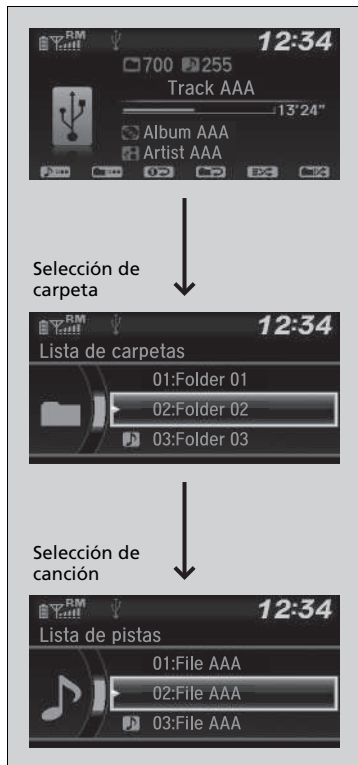 RM 12:34
700 255
Track AAA
13'24"
Album AAA
Artist AAA
Selección de
carpeta
RM 12:34
Lista de carpetas
01:Folder 01
02:Folder 02
03:Folder 03
Selección de
canción
RM 12:34
Lista de pistas
01:File AAA
02:File AAA
03:File AAA